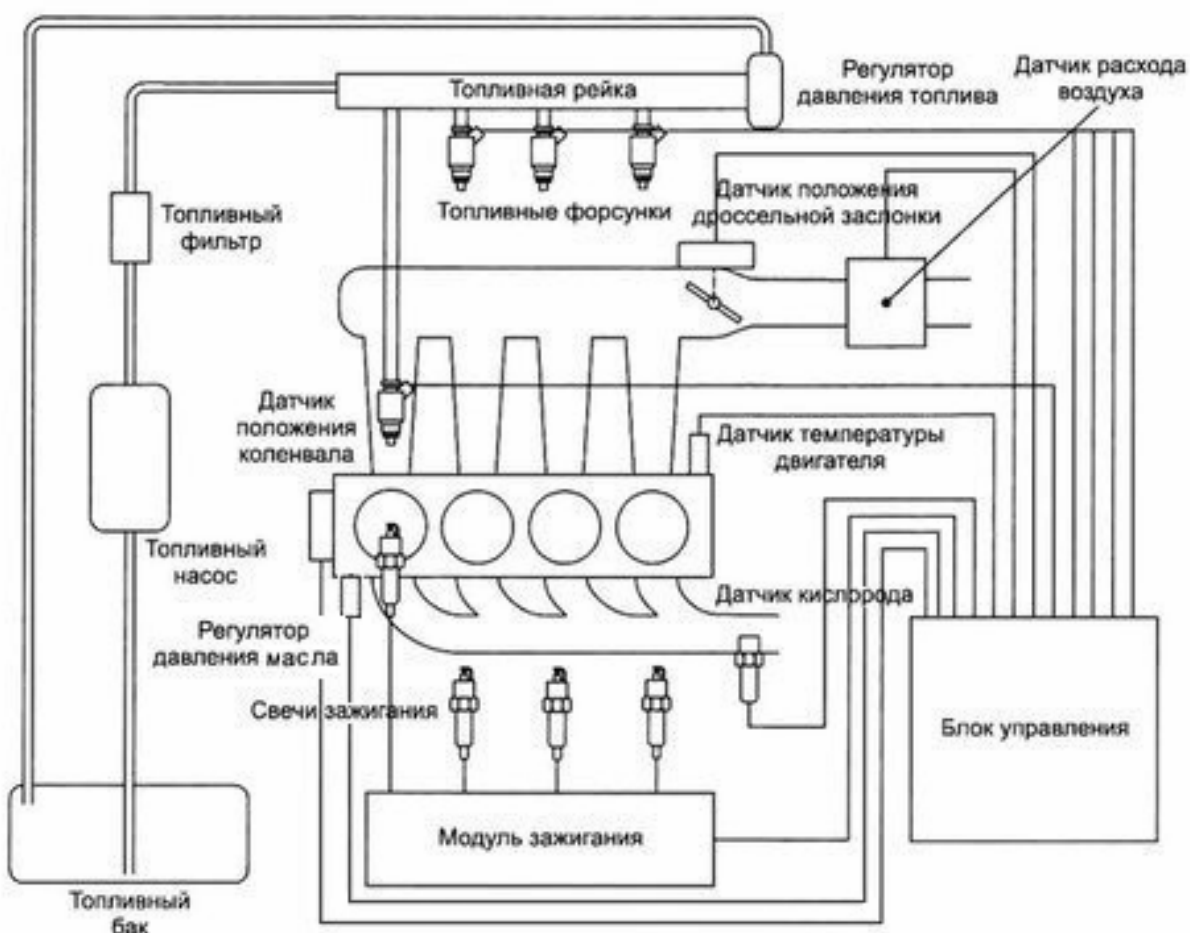 Топливная рейка
Регулятор
давления топлива
Датчик расхода
воздуха
Топливный
фильтр
Топливные форсунки
Датчик положения
дроссельной заслонки
Датчик
положения
коленвала
Датчик температуры
двигателя
Топливный
насос
Датчик кислорода
Регулятор
давления масла
Свечи зажигания
Блок управления
Модуль зажигания
Топливный
бак